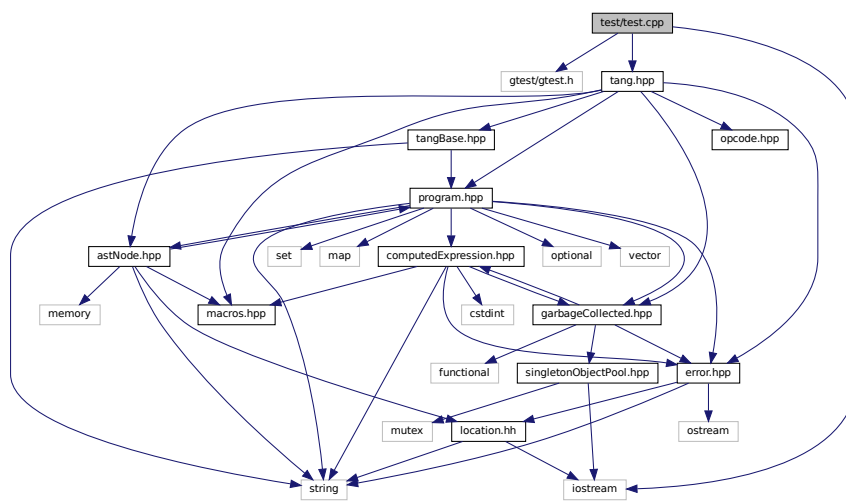 test/test.cpp
gtest/gtest.h
tang.hpp
tangBase.hpp
opcode.hpp
program.hpp
astNode.hpp
set
map
computedExpression.hpp
optional
vector
memory
macros.hpp
cstdint
garbageCollected.hpp
functional
singletonObjectPool.hpp
error.hpp
mutex
location.hh
ostream
string
iostream